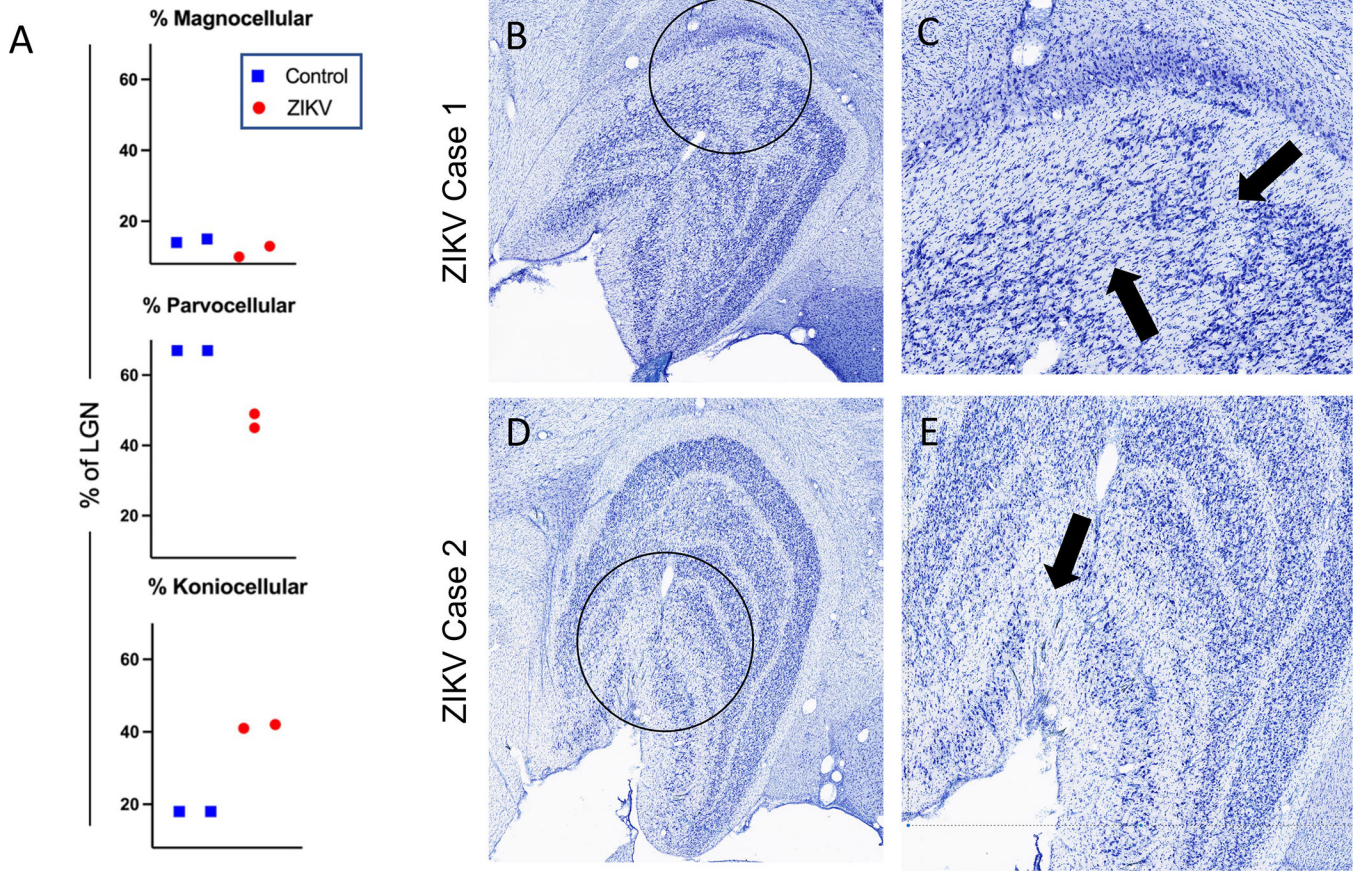 A
% Magnocellular
Control
ZIKV
60
40
20
% Parvocellular
60
40
20
% Koniocellular
60
40
20
% of LGN
ZIKV Case 1
B
C
ZIKV Case 2
D
E